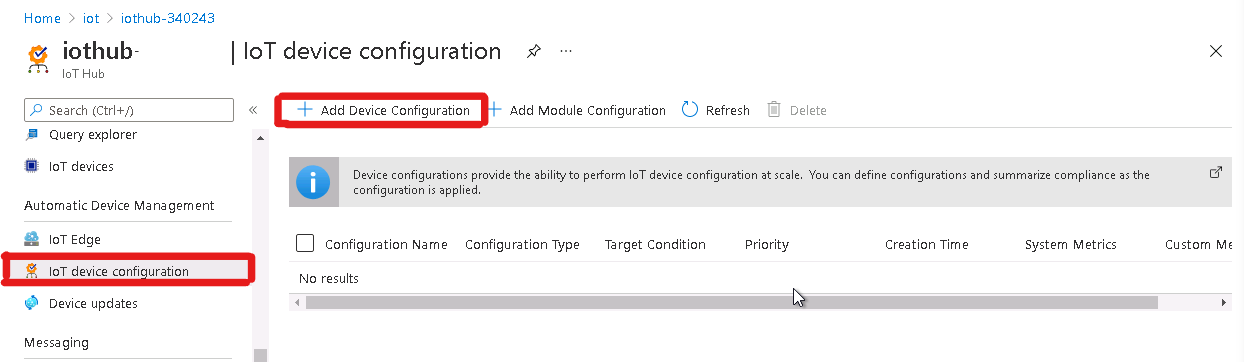 Home > iot > iothub-340243
iothub- | IoT device configuration
IoT Hub
Search (Ctrl+/)
+ Add Device Configuration + Add Module Configuration Refresh Delete
Query explorer
IoT devices
Automatic Device Management
IoT Edge
IoT device configuration
Device updates
Messaging
Device configurations provide the ability to perform IoT device configuration at scale. You can define configurations and summarize compliance as the
configuration is applied.
Configuration Name Configuration Type Target Condition Priority Creation Time System Metrics Custom Me
No results